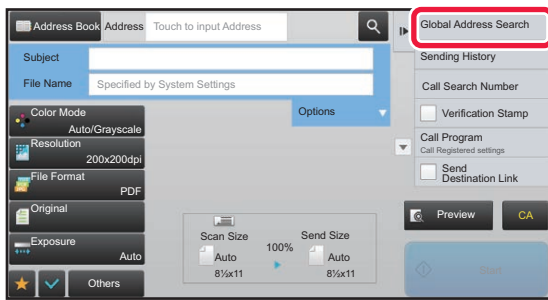 Address Book
Address
Touch to input Address
Global Address Search
Subject
Sending History
File Name
Specified by System Settings
Call Search Number
Color Mode
Auto/Grayscale
Options
Verification Stamp
Resolution
200x200dpi
Call Program
Call Registered settings
File Format
PDF
Send
Destination Link
Original
Preview
CA
Scan Size
100%
Send Size
Exposure
Auto
Auto
Auto
8½x11
8½x11
Others
Start